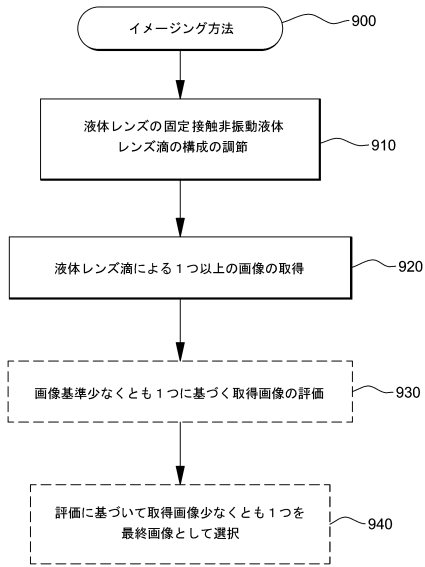 イメージング方法
900
液体レンズの固定接触非振動液体
レンズ滴の構成の調節
910
液体レンズ滴による1つ以上の画像の取得
920
画像基準少なくとも1つに基づく取得画像の評価
930
評価に基づいて取得画像少なくとも1つを
最終画像として選択
940